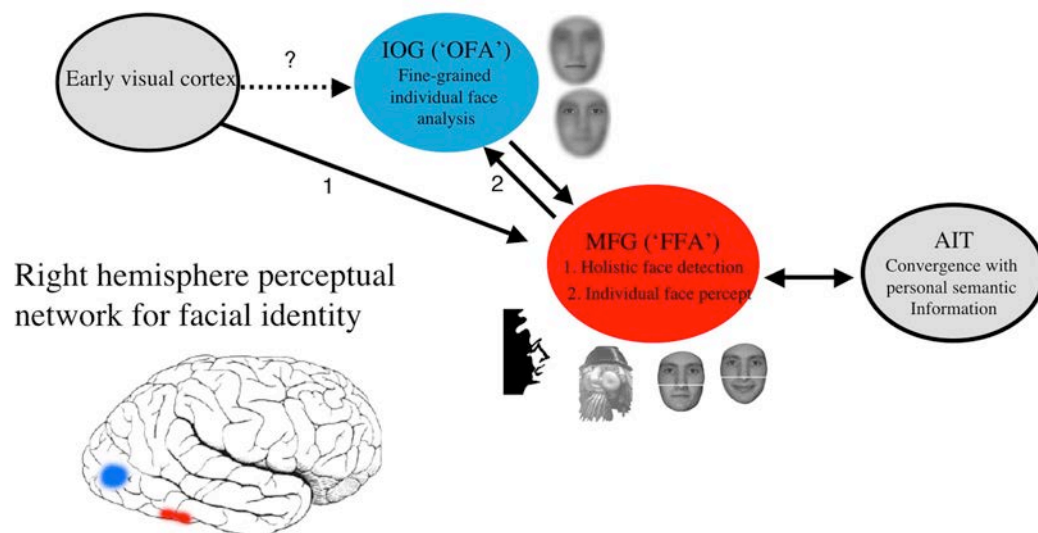 Early visual cortex
?
IOG (‘OFA’)
Fine-grained
individual face
analysis
1
2
MFG (‘FFA’)
1. Holistic face detection
2. Individual face percept
AIT
Convergence with
personal semantic
Information
Right hemisphere perceptual
network for facial identity